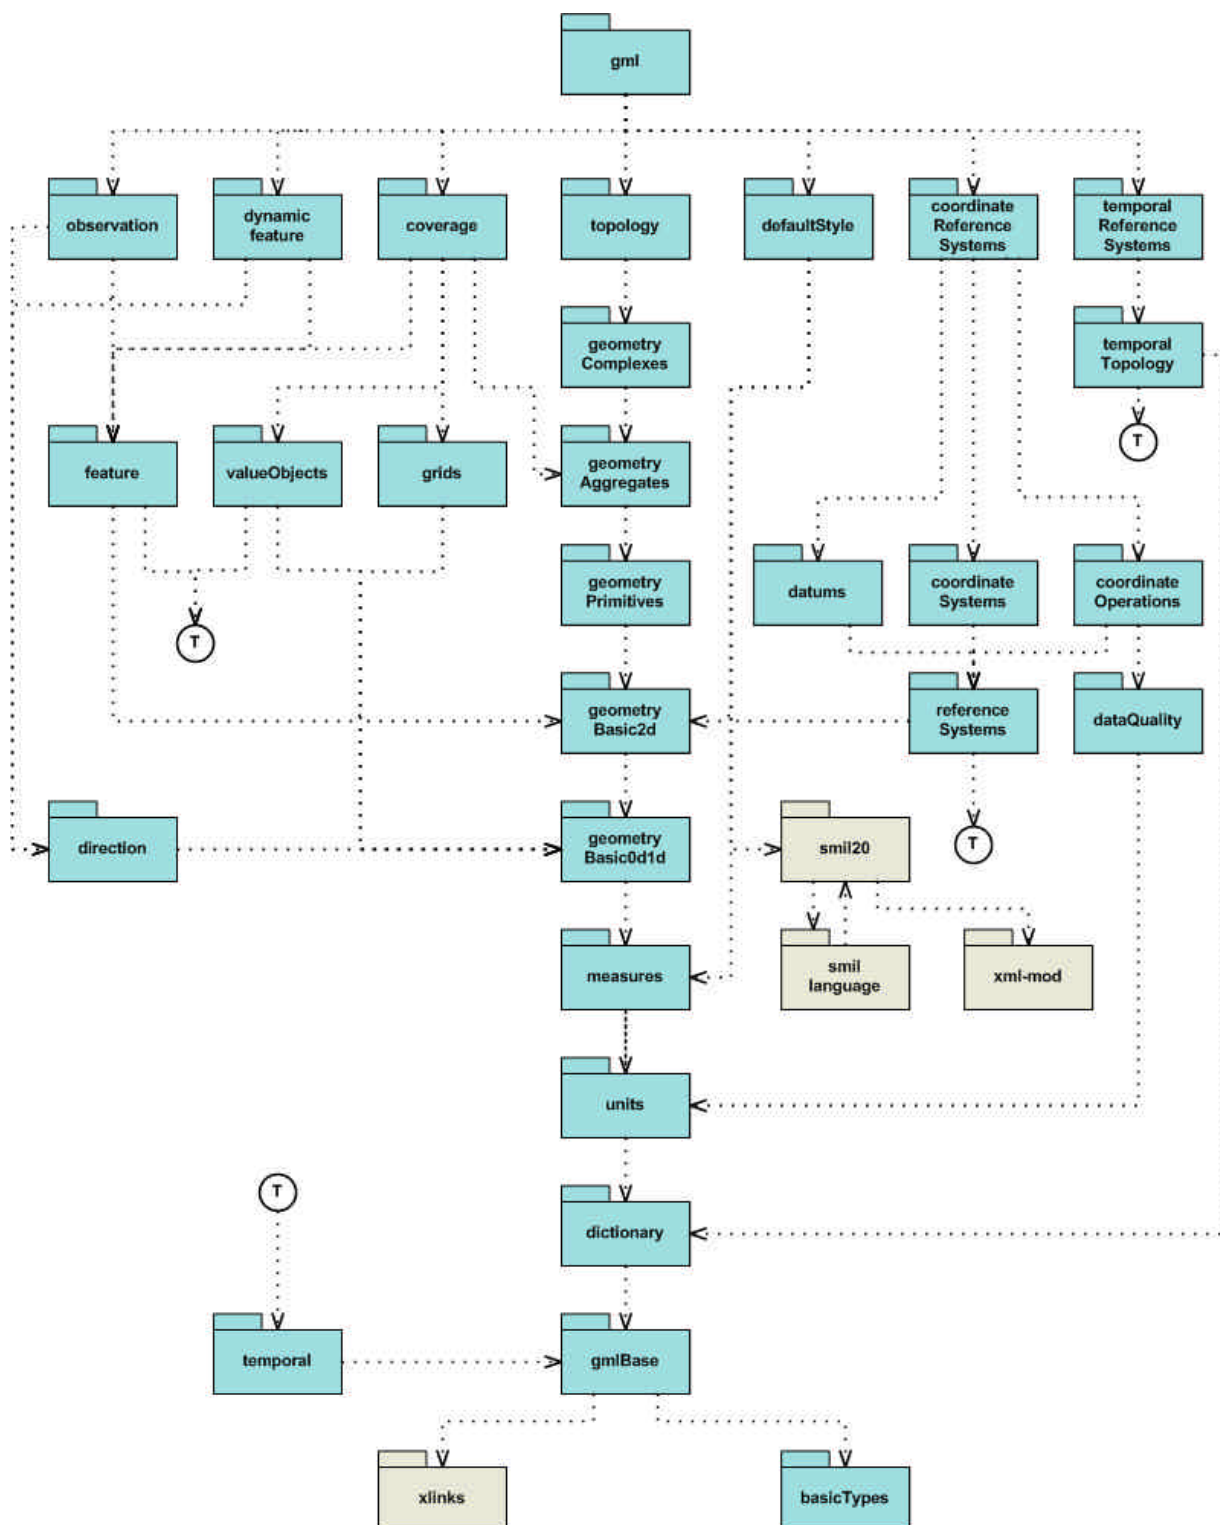 gml
observation
dynamic
feature
coverage
topology
defaultStyle
coordinate
Reference
Systems
temporal
Reference
Systems
geometry
Complexes
temporal
Topology
T
feature
valueObjects
grids
geometry
Aggregates
geometry
Primitives
datums
coordinate
Systems
coordinate
Operations
T
geometry
Basic2d
reference
Systems
dataQuality
direction
geometry
Basic0d1d
smil20
T
measures
smil
language
xml-mod
units
T
dictionary
temporal
gmlBase
xlinks
basicTypes